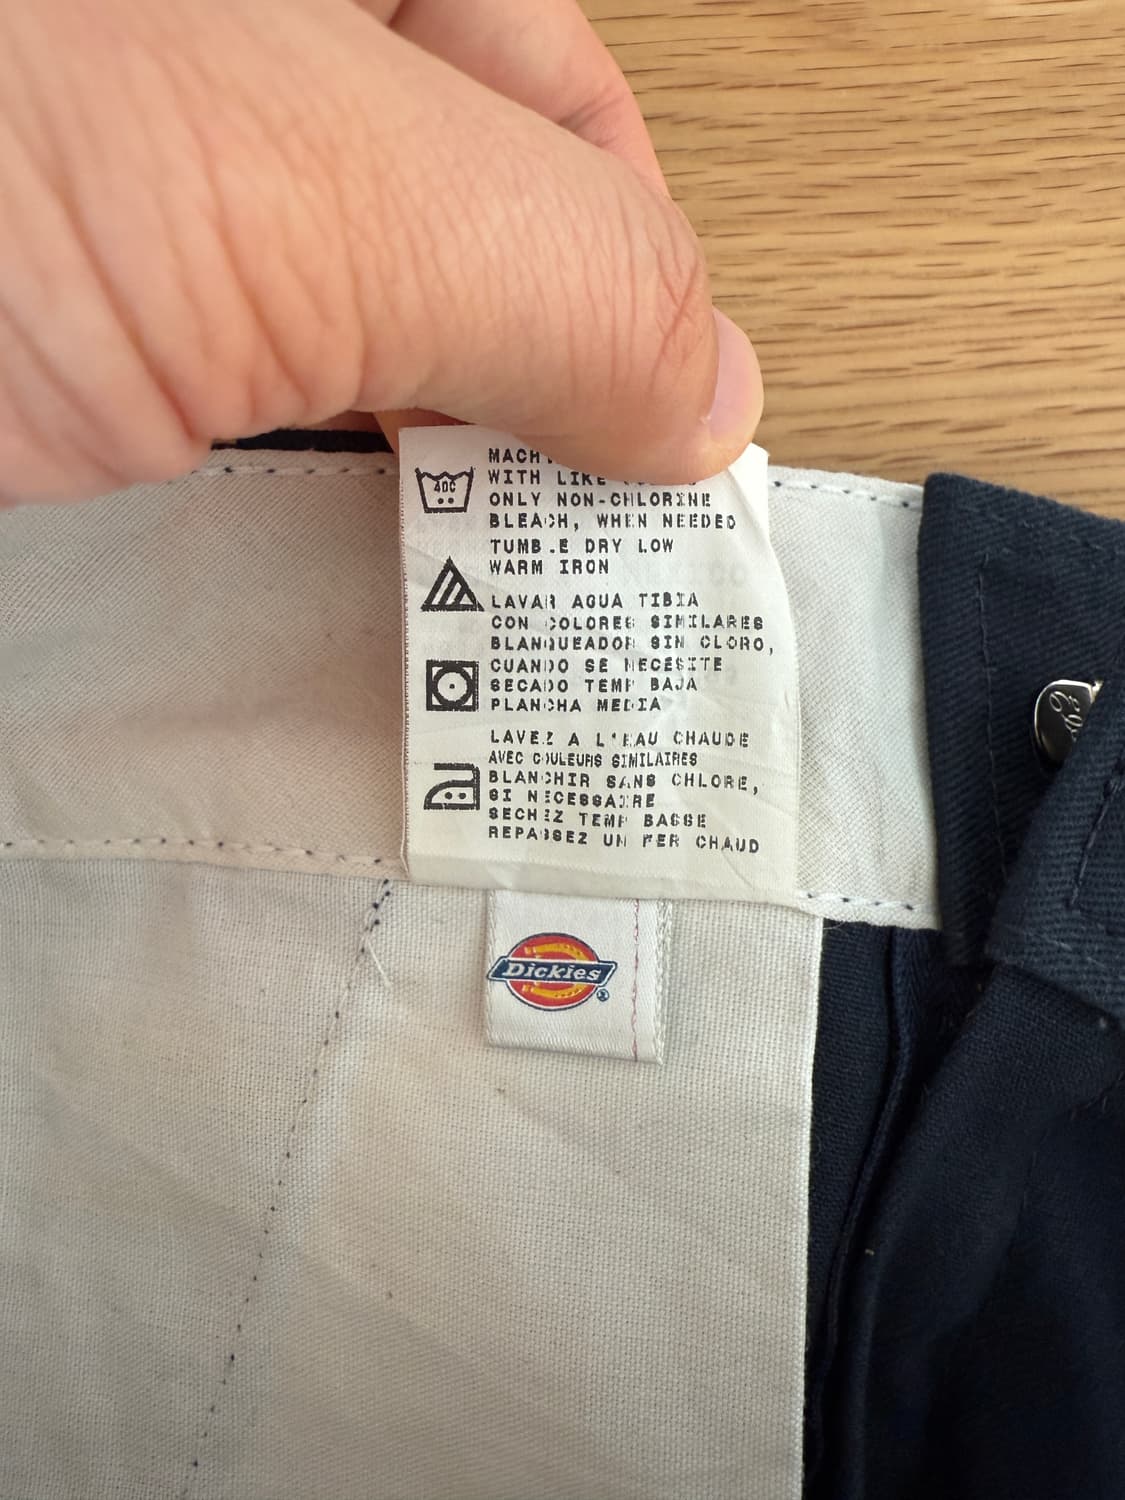 WITH LIKE
ONLY NON-CHLORINE
BLEACH, WHEN NEEDED
TUMBLE DRY LOW
WARM IRON
LAVAR AGUA TIBIA
CON COLORES SIMILARES
BLANQUEADOR SIN CLORO,
CUANDO SE NECESITE
SECADO TEMP BAJA
PLANCHA MEDIA
LAVEZ A L'EAU CHAUDE
AVEC COULEURS SIMILAIRES
BLANCHIR SANS CHLORE,
SI NECESSAIRE
SECHEZ TEMP BASSE
REPASSEZ UN FER CHAUD
40C
Dickies
®